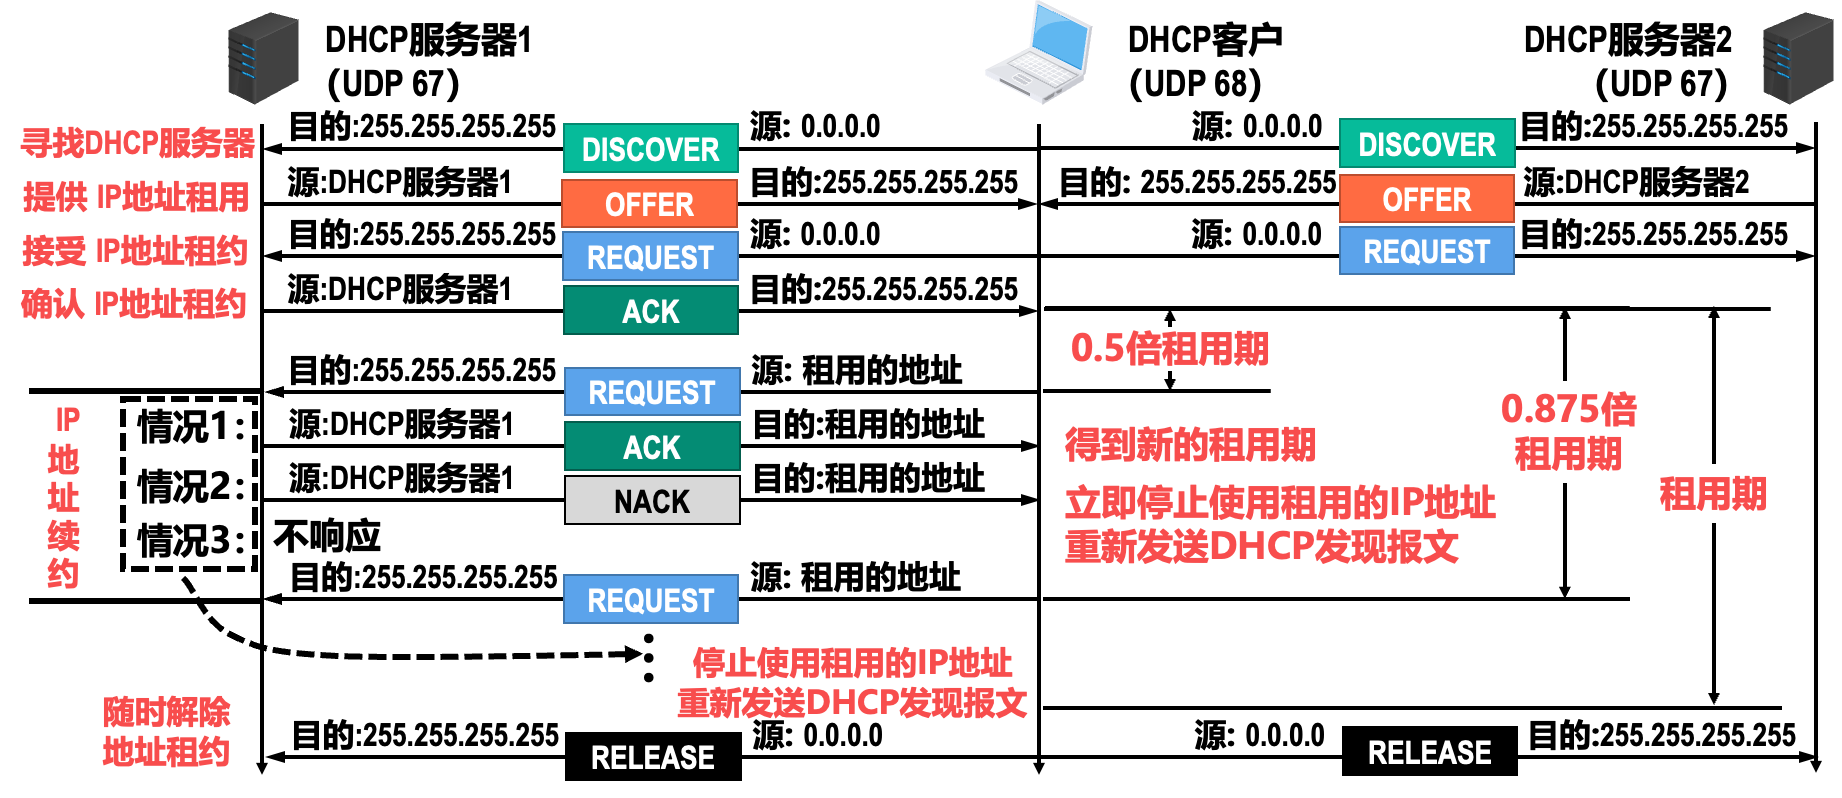 DHCP服务器1
（UDP 67）
DHCP客户
（UDP 68）
DHCP服务器2
（UDP 67）
寻找DHCP服务器
目的:255.255.255.255
DISCOVER
源: 0.0.0.0
源: 0.0.0.0
DISCOVER
目的:255.255.255.255
提供 IP地址租用
源:DHCP服务器1
OFFER
目的:255.255.255.255
目的: 255.255.255.255
OFFER
源:DHCP服务器2
接受 IP地址租约
目的:255.255.255.255
REQUEST
源: 0.0.0.0
源: 0.0.0.0
REQUEST
目的:255.255.255.255
确认 IP地址租约
源:DHCP服务器1
ACK
目的:255.255.255.255
0.5倍租用期
0.875倍
租用期
租用期
目的:255.255.255.255
REQUEST
源: 租用的地址
IP
地
址
续
约
情况1:
源:DHCP服务器1
ACK
目的:租用的地址
得到新的租用期
情况2:
源:DHCP服务器1
NACK
目的:租用的地址
立即停止使用租用的IP地址
重新发送DHCP发现报文
情况3:
不响应
目的:255.255.255.255
REQUEST
源: 租用的地址
停止使用租用的IP地址
重新发送DHCP发现报文
随时解除
地址租约
目的:255.255.255.255
RELEASE
源: 0.0.0.0
源: 0.0.0.0
RELEASE
目的:255.255.255.255